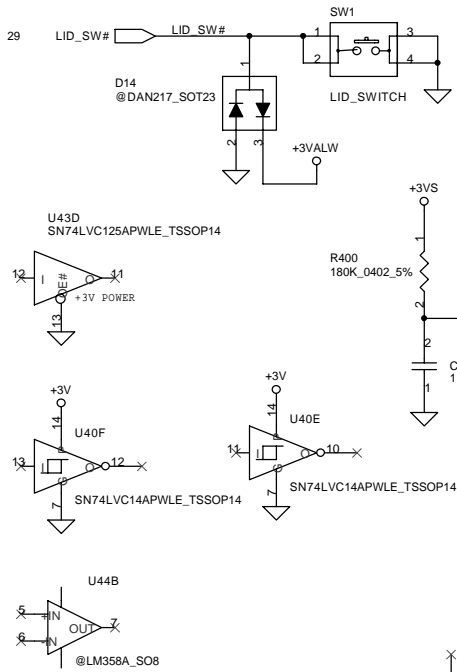 SW1
29 LID_SW# LID_SW# 1 3
2 4
1
D14
@DAN217_SOT23
LID_SWITCH
2 3
+3VALW
+3VS
U43D
SN74LVC125APWLE_TSSOP14
1
R400
180K_0402_5%
12 I OE# O 11
+3V POWER
2
13
2
C
1
1
+3V +3V
14 U40F 14 U40E
13 I P O 12 11 I P O 10
G G
7 SN74LVC14APWLE_TSSOP14 7 SN74LVC14APWLE_TSSOP14
U44B
5 +IN
OUT 7
6 -IN
@LM358A_SO8